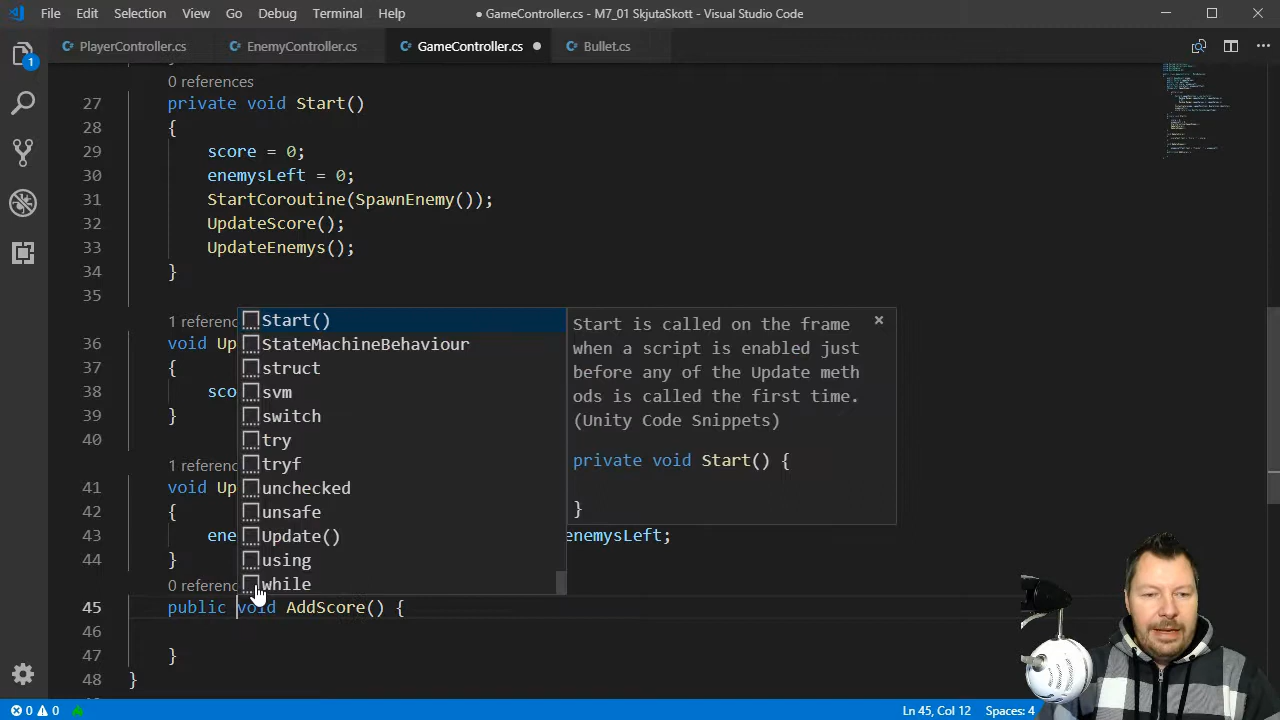 File Edit Selection View Go Debug Terminal Help ● GameController.cs - M7_01 SkjutaSkott - Visual Studio Code
PlayerController.cs EnemyController.cs GameController.cs ● Bullet.cs
1
0 references
27 private void Start()
28 {
29 score = 0;
30 enemysLeft = 0;
31 StartCoroutine(SpawnEnemy());
32 UpdateScore();
33 UpdateEnemys();
34 }
35
1 referenc
36 void Up
37 {
38 sco
39 }
40
1 referenc
41 void Up
42 {
43 ene enemysLeft;
44 }
0 referenc
45 public void AddScore() {
46
47 }
48 }
Start()
StateMachineBehaviour
struct
svm
switch
try
tryf
unchecked
unsafe
Update()
using
while
Start is called on the frame
when a script is enabled just
before any of the Update meth
ods is called the first time.
(Unity Code Snippets)
private void Start() {
}
0 0 Ln 45, Col 12 Spaces: 4